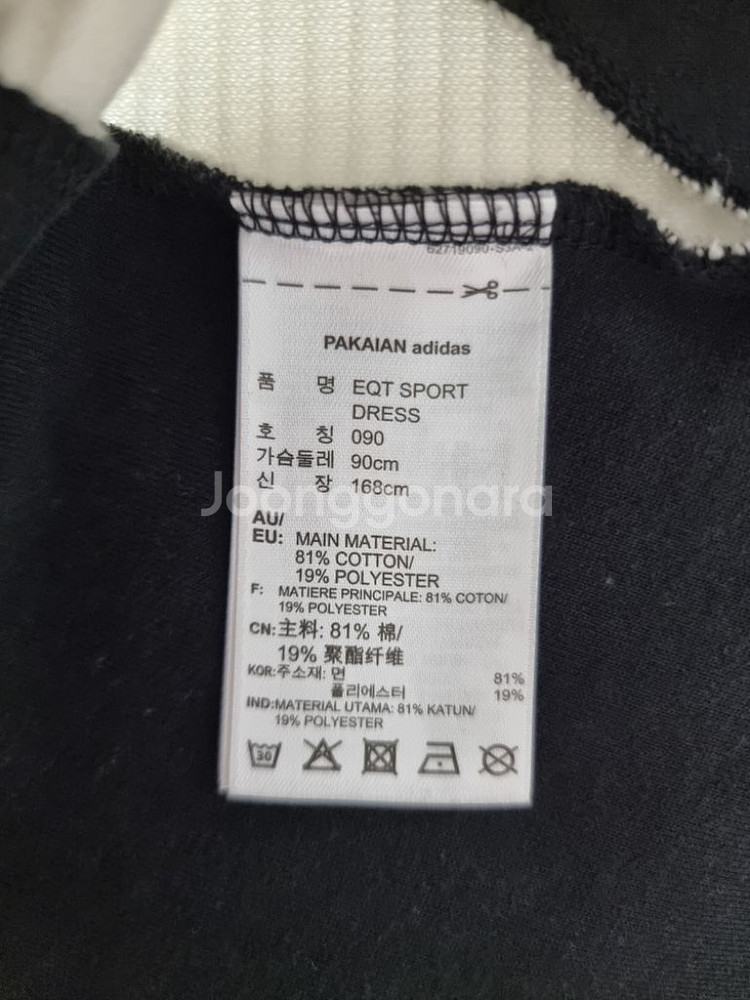 62719090-S3A-2
PAKAIAN adidas
품 명 EQT SPORT
DRESS
호 칭 090
가슴둘레 90cm
신 장 168cm
Joonggonara
AU/
EU: MAIN MATERIAL:
81% COTTON/
19% POLYESTER
F: MATIERE PRINCIPALE: 81% COTON/
19% POLYESTER
CN:主料: 81% 棉/
19% 聚酯纤维
KOR:주소재: 면 81%
폴리에스터 19%
IND:MATERIAL UTAMA: 81% KATUN/
19% POLYESTER
30